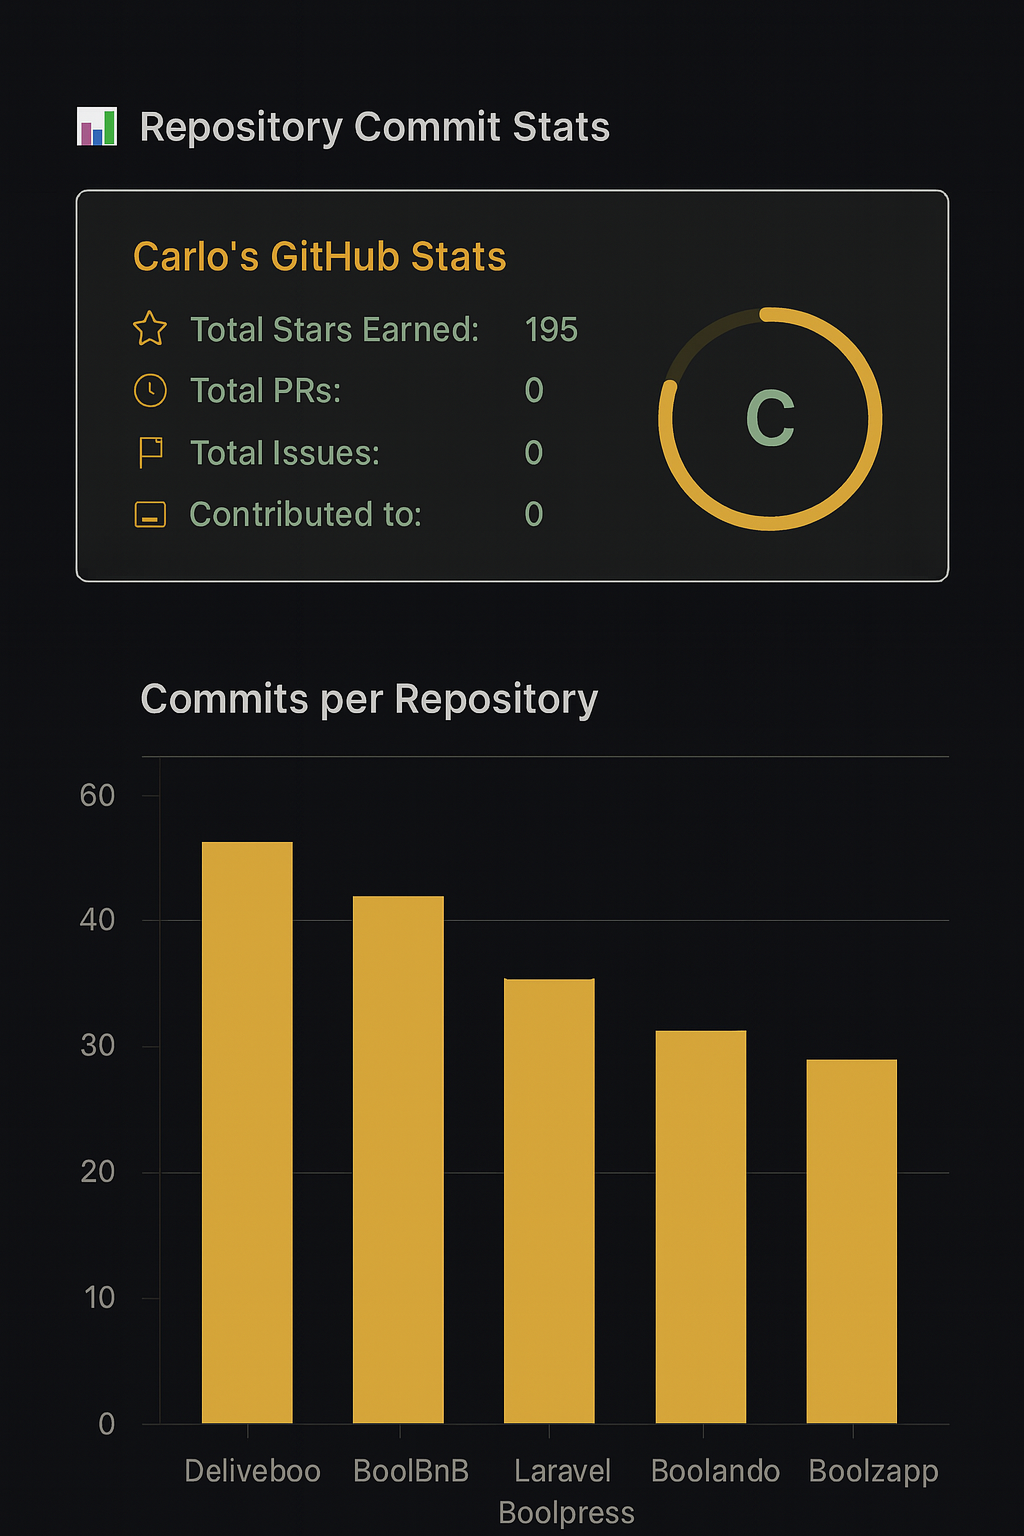 Repository Commit Stats
Carlo's GitHub Stats
Total Stars Earned: 195
Total PRs: 0
Total Issues: 0
Contributed to: 0
C
Commits per Repository
60
40
30
20
10
0
Deliveboo BoolBnB Laravel Boolando Boolzapp
Boolpress